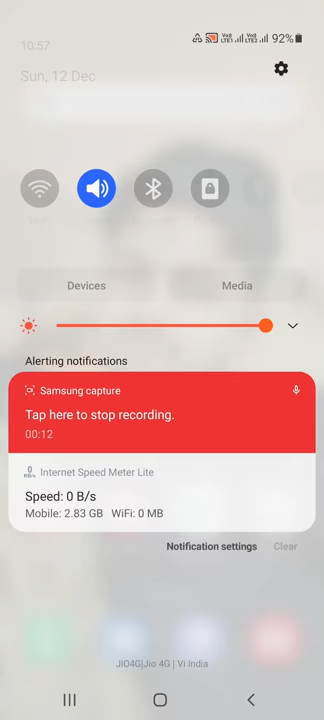 10:57
92%
Sun, 12 Dec
Devices
Media
Alerting notifications
Samsung capture
Tap here to stop recording.
00:12
Internet Speed Meter Lite
Speed: 0 B/s
Mobile: 2.83 GB WiFi: 0 MB
Notification settings
Clear
JIO4G|Jio 4G | Vi India